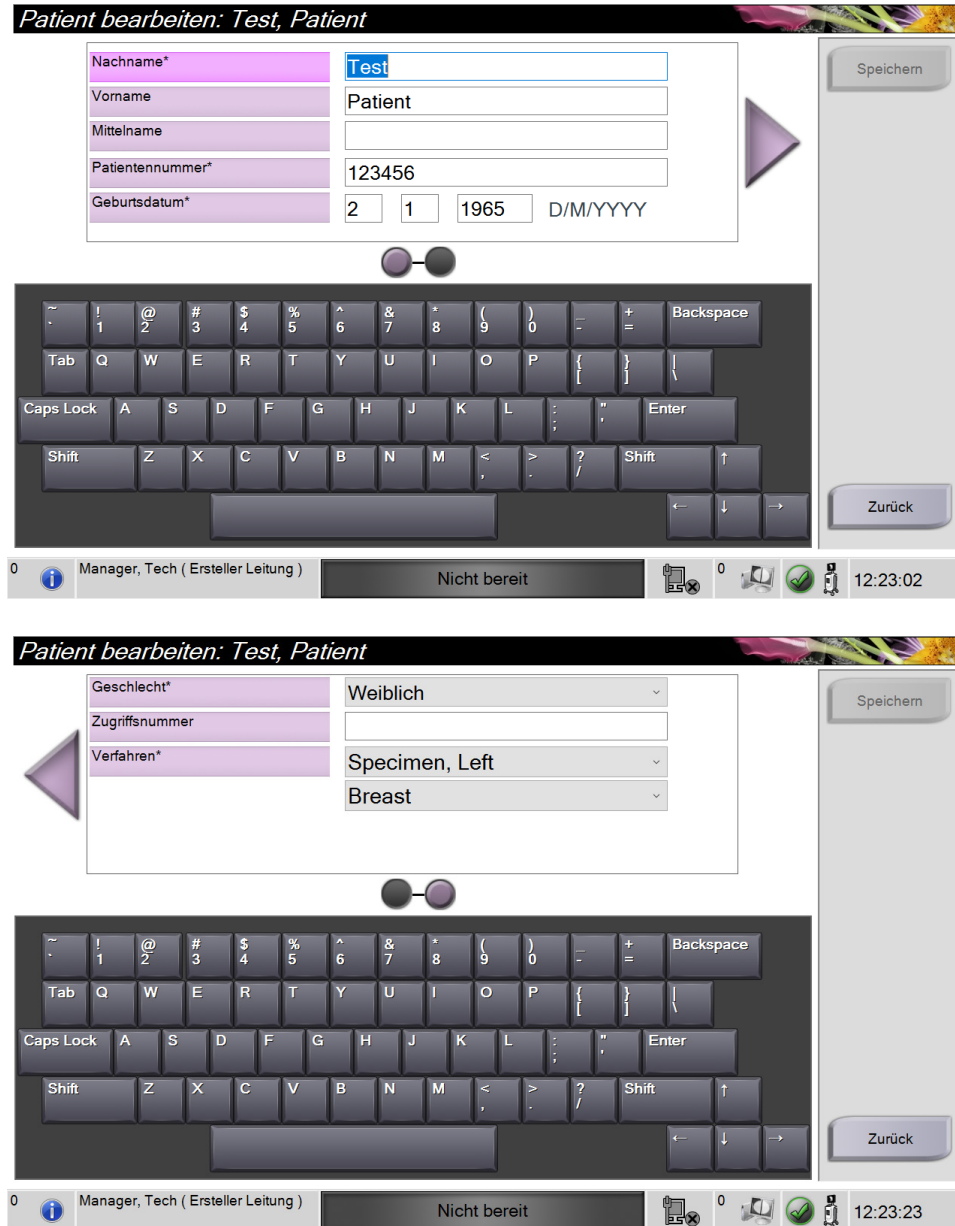 Patient bearbeiten: Test, Patient
Nachname* Test
Vorname Patient
Mittelname
Patientennummer* 123456
Geburtsdatum* 2 1 1965 D/M/YYYY
Speichern
~ ! @ # $ % ^ & * ( ) _ + Backspace
` 1 2 3 4 5 6 7 8 9 0 - =
Tab Q W E R T Y U I O P { } |
[ ] \
Caps Lock A S D F G H J K L : " Enter
; '
Shift Z X C V B N M < > ? Shift ↑
, . /
← ↓ →
Zurück
0 Manager, Tech ( Ersteller Leitung ) Nicht bereit 0 12:23:02
Patient bearbeiten: Test, Patient
Geschlecht* Weiblich
Zugriffsnummer
Verfahren* Specimen, Left
Breast
Speichern
~ ! @ # $ % ^ & * ( ) _ + Backspace
` 1 2 3 4 5 6 7 8 9 0 - =
Tab Q W E R T Y U I O P { } |
[ ] \
Caps Lock A S D F G H J K L : " Enter
; '
Shift Z X C V B N M < > ? Shift ↑
, . /
← ↓ →
Zurück
0 Manager, Tech ( Ersteller Leitung ) Nicht bereit 0 12:23:23